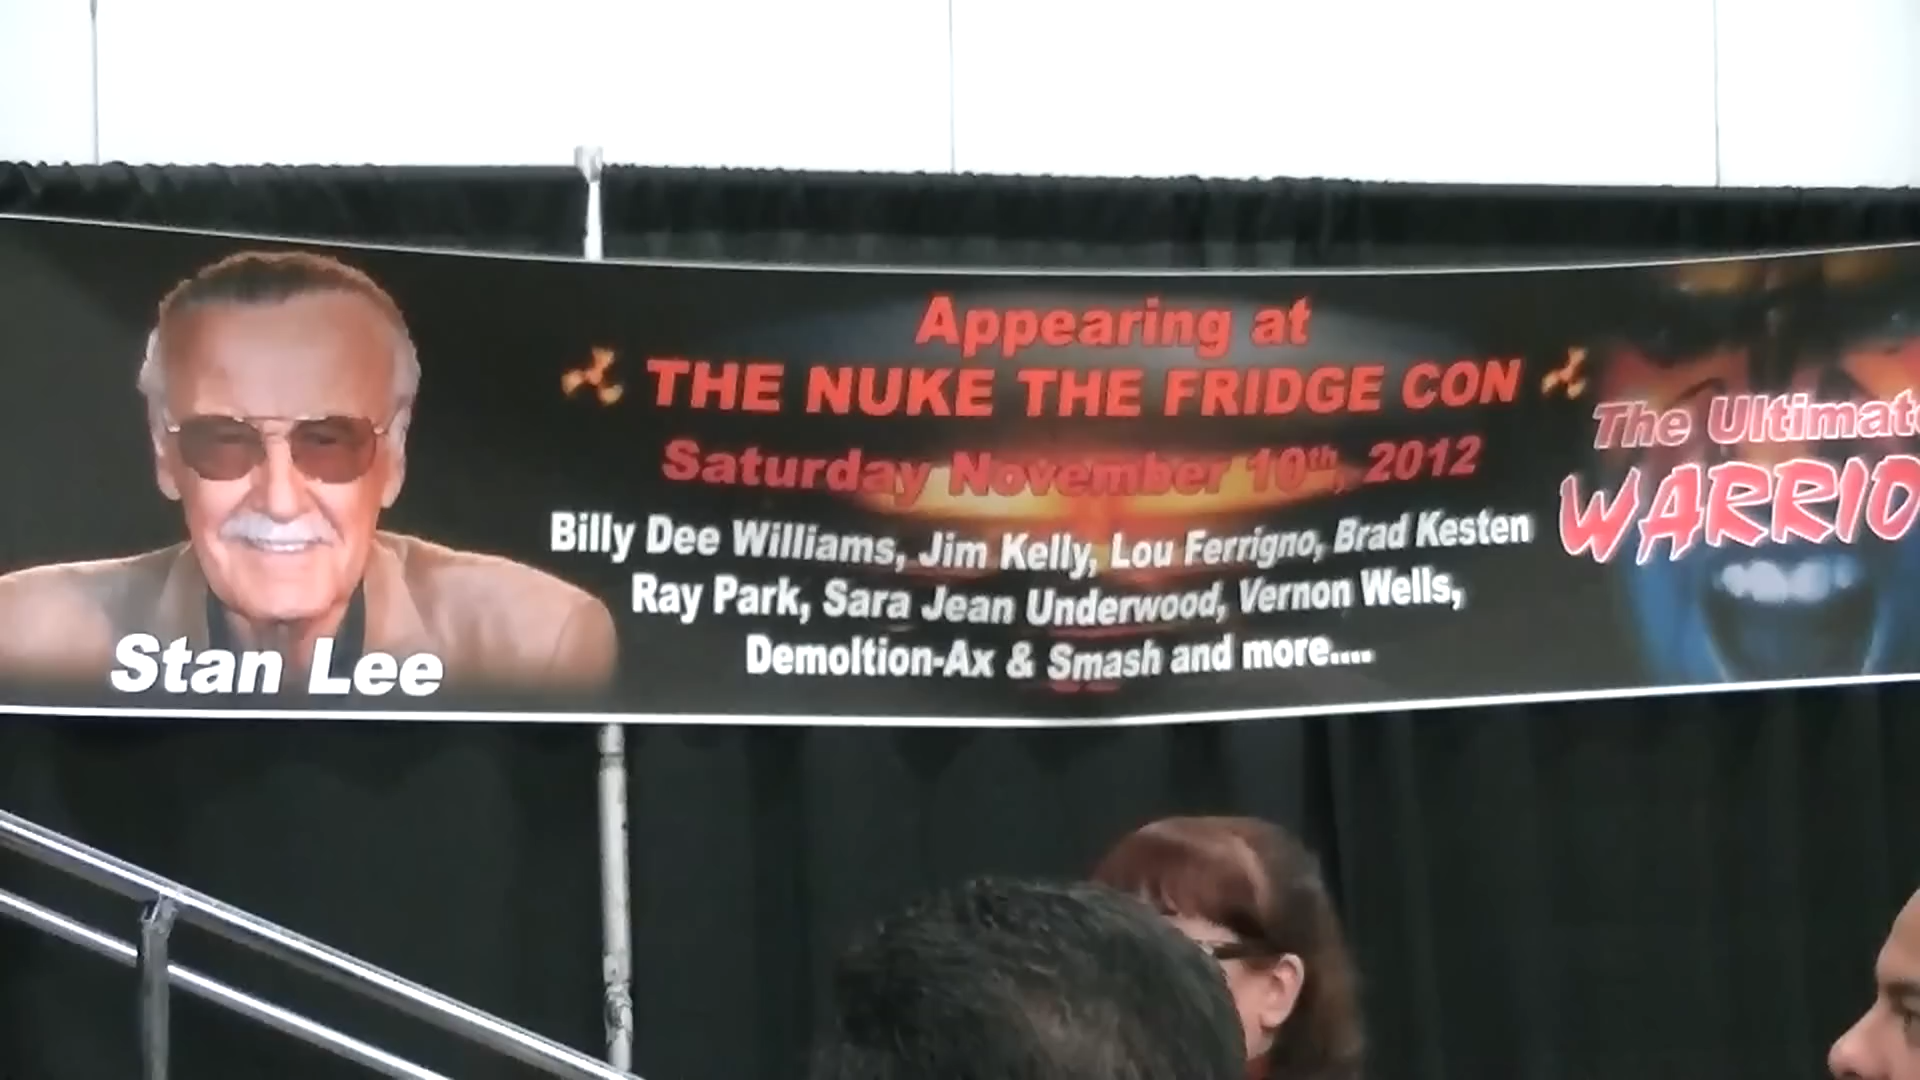 Appearing at
THE NUKE THE FRIDGE CON
Saturday November 10th, 2012
Billy Dee Williams, Jim Kelly, Lou Ferrigno, Brad Kesten
Ray Park, Sara Jean Underwood, Vernon Wells,
Demoltion-Ax & Smash and more....
Stan Lee
The Ultimate
WARRIO